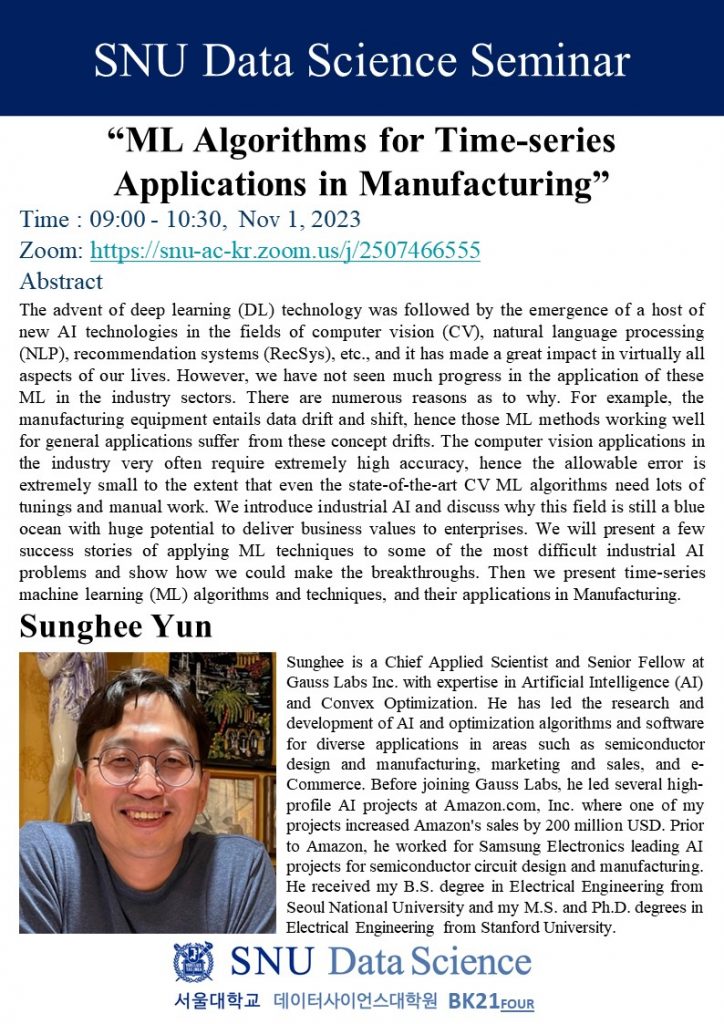 SNU Data Science Seminar
“ML Algorithms for Time-series
Applications in Manufacturing”
Time : 09:00 - 10:30, Nov 1, 2023
Zoom: https://snu-ac-kr.zoom.us/j/2507466555
Abstract
The advent of deep learning (DL) technology was followed by the emergence of a host of
new AI technologies in the fields of computer vision (CV), natural language processing
(NLP), recommendation systems (RecSys), etc., and it has made a great impact in virtually all
aspects of our lives. However, we have not seen much progress in the application of these
ML in the industry sectors. There are numerous reasons as to why. For example, the
manufacturing equipment entails data drift and shift, hence those ML methods working well
for general applications suffer from these concept drifts. The computer vision applications in
the industry very often require extremely high accuracy, hence the allowable error is
extremely small to the extent that even the state-of-the-art CV ML algorithms need lots of
tunings and manual work. We introduce industrial AI and discuss why this field is still a blue
ocean with huge potential to deliver business values to enterprises. We will present a few
success stories of applying ML techniques to some of the most difficult industrial AI
problems and show how we could make the breakthroughs. Then we present time-series
machine learning (ML) algorithms and techniques, and their applications in Manufacturing.
Sunghee Yun
Sunghee is a Chief Applied Scientist and Senior Fellow at
Gauss Labs Inc. with expertise in Artificial Intelligence (AI)
and Convex Optimization. He has led the research and
development of AI and optimization algorithms and software
for diverse applications in areas such as semiconductor
design and manufacturing, marketing and sales, and e-
Commerce. Before joining Gauss Labs, he led several high-
profile AI projects at Amazon.com, Inc. where one of my
projects increased Amazon's sales by 200 million USD. Prior
to Amazon, he worked for Samsung Electronics leading AI
projects for semiconductor circuit design and manufacturing.
He received my B.S. degree in Electrical Engineering from
Seoul National University and my M.S. and Ph.D. degrees in
Electrical Engineering from Stanford University.
SNU Data Science
서울대학교 데이터사이언스대학원 BK21FOUR